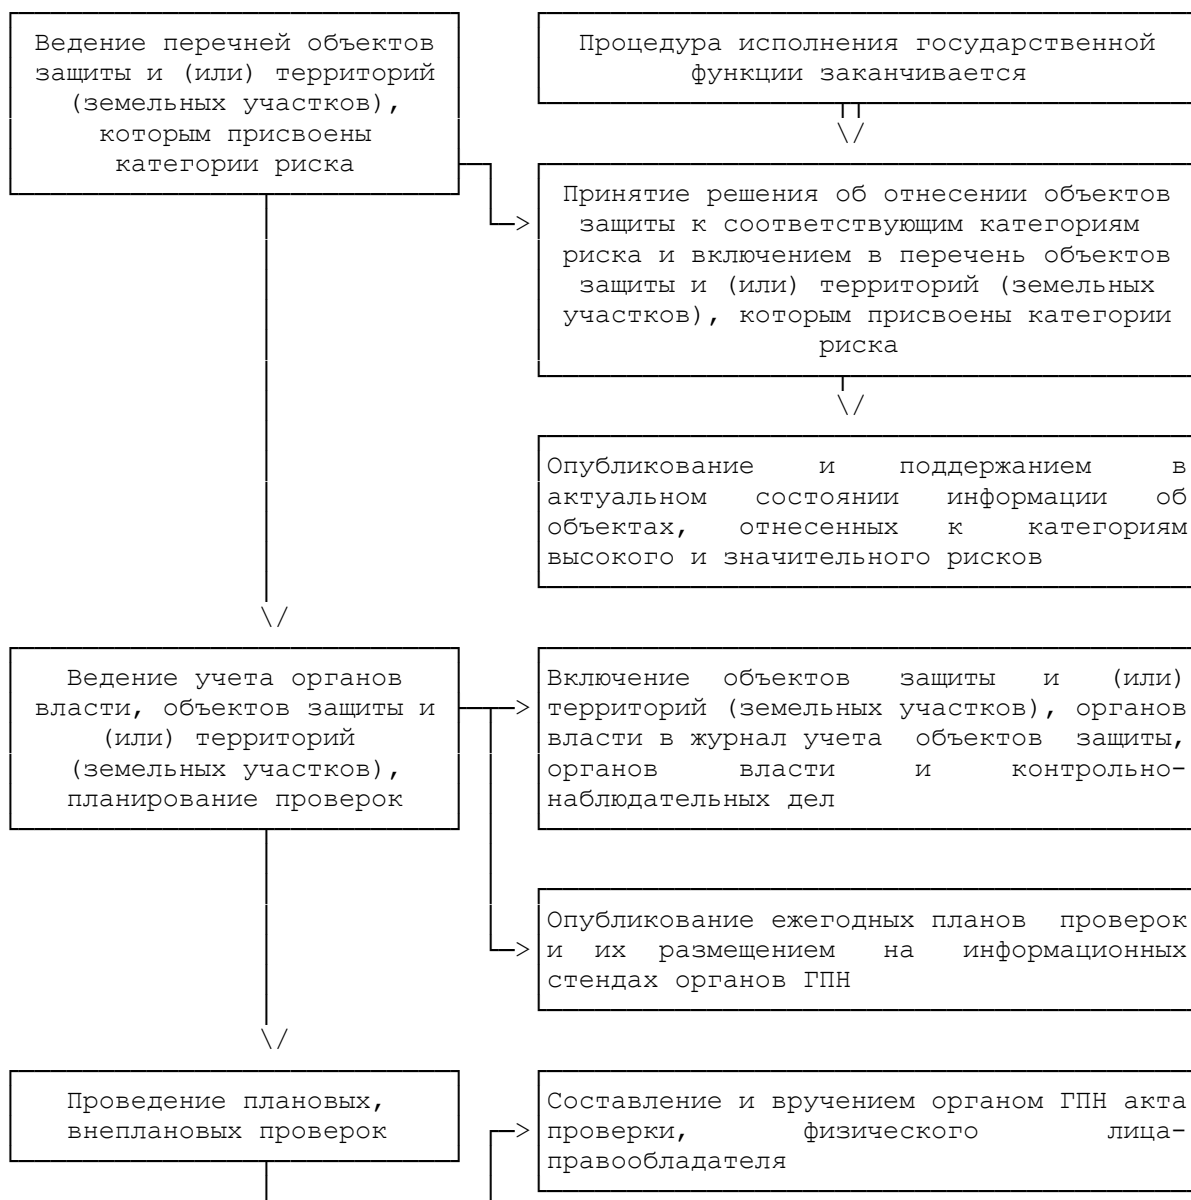 Ведение перечней объектов
защиты и (или) территорий
(земельных участков),
которым присвоены
категории риска
Процедура исполнения государственной
функции заканчивается
Принятие решения об отнесении объектов
защиты к соответствующим категориям
риска и включением в перечень объектов
защиты и (или) территорий (земельных
участков), которым присвоены категории
риска
Опубликование и поддержанием в
актуальном состоянии информации об
объектах, отнесенных к категориям
высокого и значительного рисков
Ведение учета органов
власти, объектов защиты и
(или) территорий
(земельных участков),
планирование проверок
Включение объектов защиты и (или)
территорий (земельных участков), органов
власти в журнал учета объектов защиты,
органов власти и контрольно-
наблюдательных дел
Опубликование ежегодных планов проверок
и их размещением на информационных
стендах органов ГПН
Проведение плановых,
внеплановых проверок
Составление и вручением органом ГПН акта
проверки, физического лица-
правообладателя